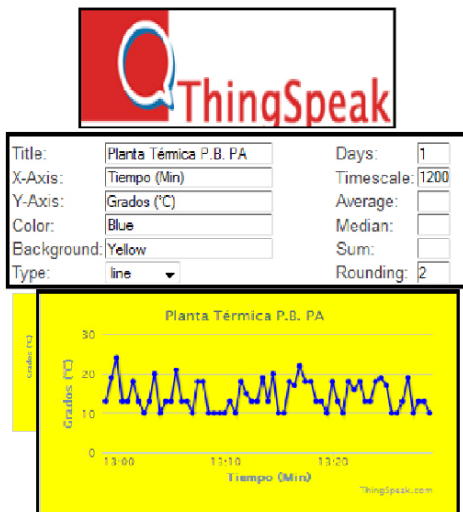 ThingSpeak
Title: Planta Térmica P.B. PA Days: 1
X-Axis: Tiempo (Min) Timescale: 1200
Y-Axis: Grados (°C) Average:
Color: Blue Median:
Background: Yellow Sum:
Type: line Rounding: 2
Planta Térmica P.B. PA
Grados (°C)
Grados (°C)
30
20
10
0
13:00 13:10 13:20
Tiempo (Min)
ThingSpeak.com